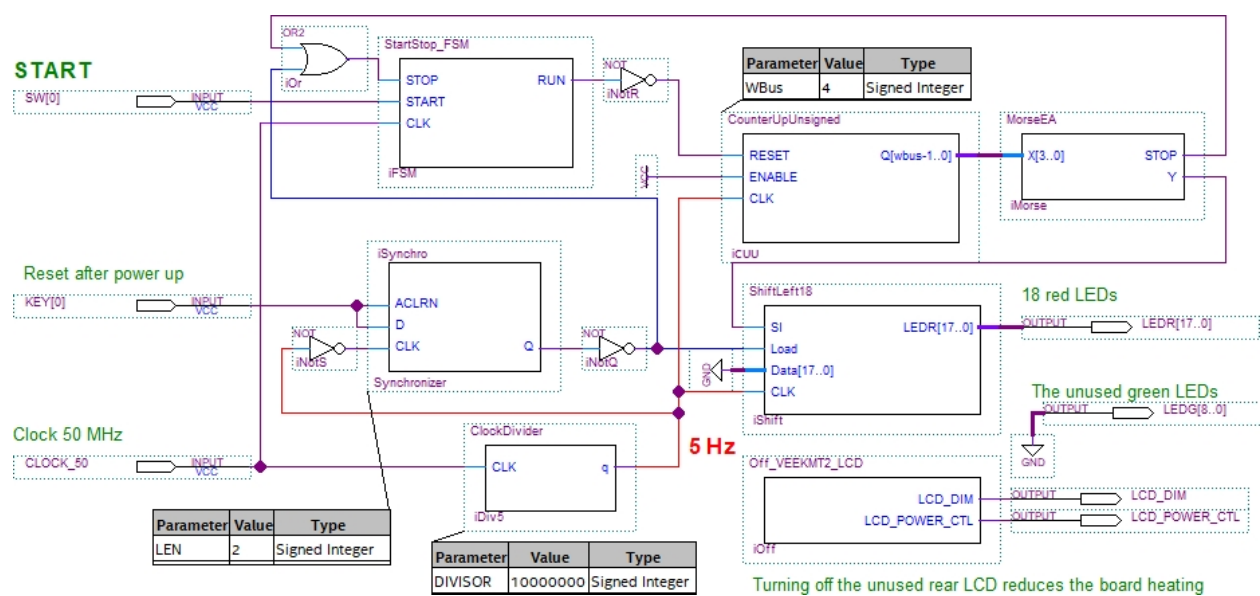 OR2
iOr
StartStop_FSM
STOP
START
CLK
RUN
iFSM
NOT
iNotR
START
SW[0]
INPUT
VCC
Parameter Value Type
WBus 4 Signed Integer
CounterUpUnsigned
RESET
ENABLE
CLK
Q[wbus-1..0]
iCUU
VCC
MorseEA
X[3..0]
STOP
Y
iMorse
Reset after power up
KEY[0]
INPUT
VCC
iSynchro
ACLRN
D
CLK
Q
Synchronizer
NOT
iNotS
NOT
iNotQ
ShiftLeft18
SI
Load
Data[17..0]
CLK
LEDR[17..0]
iShift
GND
18 red LEDs
OUTPUT
LEDR[17..0]
The unused green LEDs
OUTPUT
LEDG[8..0]
GND
Clock 50 MHz
CLOCK_50
INPUT
VCC
ClockDivider
CLK
q
iDiv5
5 Hz
Off_VEEKMT2_LCD
LCD_DIM
LCD_POWER_CTL
iOff
OUTPUT
LCD_DIM
OUTPUT
LCD_POWER_CTL
Parameter Value Type
LEN 2 Signed Integer
Parameter Value Type
DIVISOR 10000000 Signed Integer
Turning off the unused rear LCD reduces the board heating